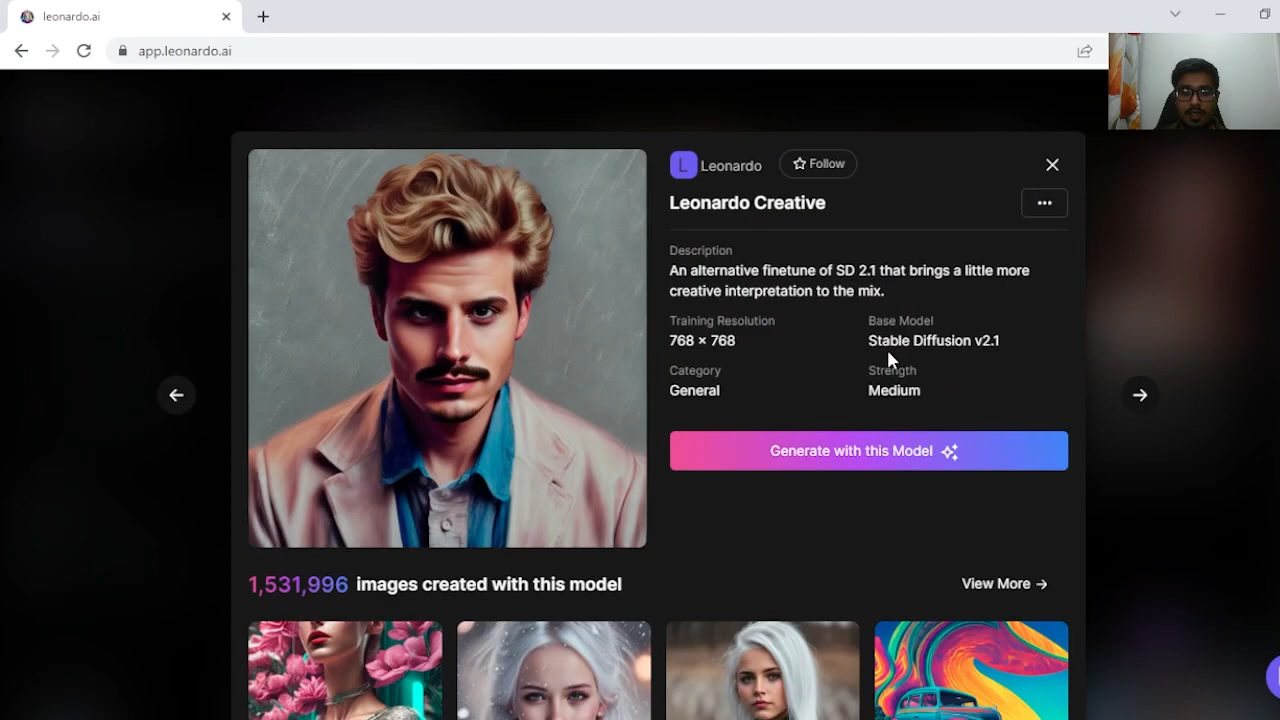 leonardo.ai
app.leonardo.ai
L Leonardo Follow
Leonardo Creative
Description
An alternative finetune of SD 2.1 that brings a little more
creative interpretation to the mix.
Training Resolution Base Model
768 × 768 Stable Diffusion v2.1
Category Strength
General Medium
Generate with this Model
1,531,996 images created with this model View More →